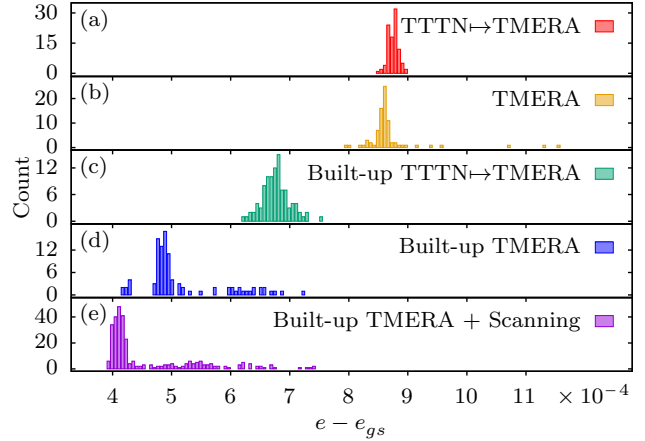 30
15
0
(a)
TTTN↦TMERA
20
10
0
(b)
TMERA
Count
12
6
0
(c)
Built-up TTTN↦TMERA
12
6
0
(d)
Built-up TMERA
40
20
0
(e)
Built-up TMERA + Scanning
4 5 6 7 8 9 10 11 × 10⁻⁴
e − e_gs